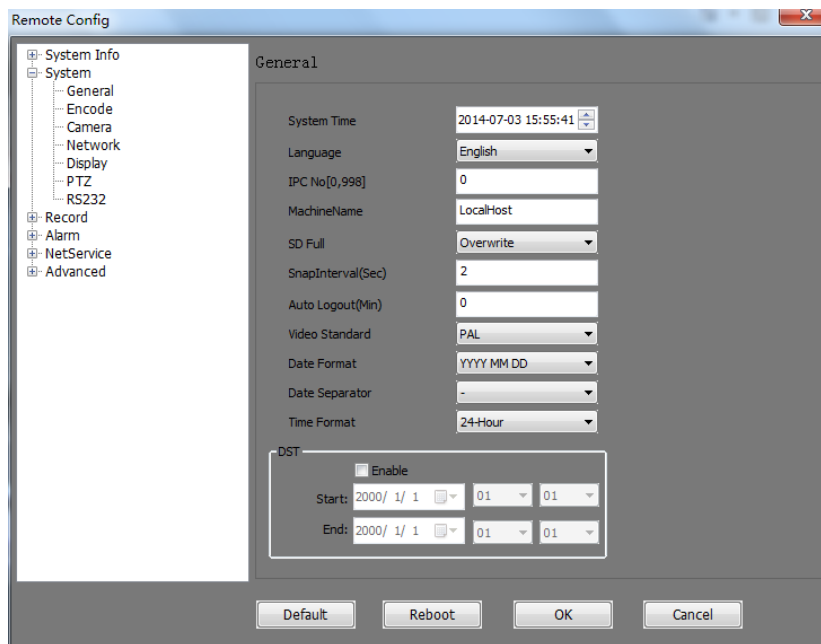 Remote Config
System Info
System
General
Encode
Camera
Network
Display
PTZ
RS232
Record
Alarm
NetService
Advanced
General
System Time 2014-07-03 15:55:41
Language English
IPC No[0,998] 0
MachineName LocalHost
SD Full Overwrite
SnapInterval(Sec) 2
Auto Logout(Min) 0
Video Standard PAL
Date Format YYYY MM DD
Date Separator -
Time Format 24-Hour
DST
Enable
Start: 2000/ 1/ 1 01 01
End: 2000/ 1/ 1 01 01
Default Reboot OK Cancel